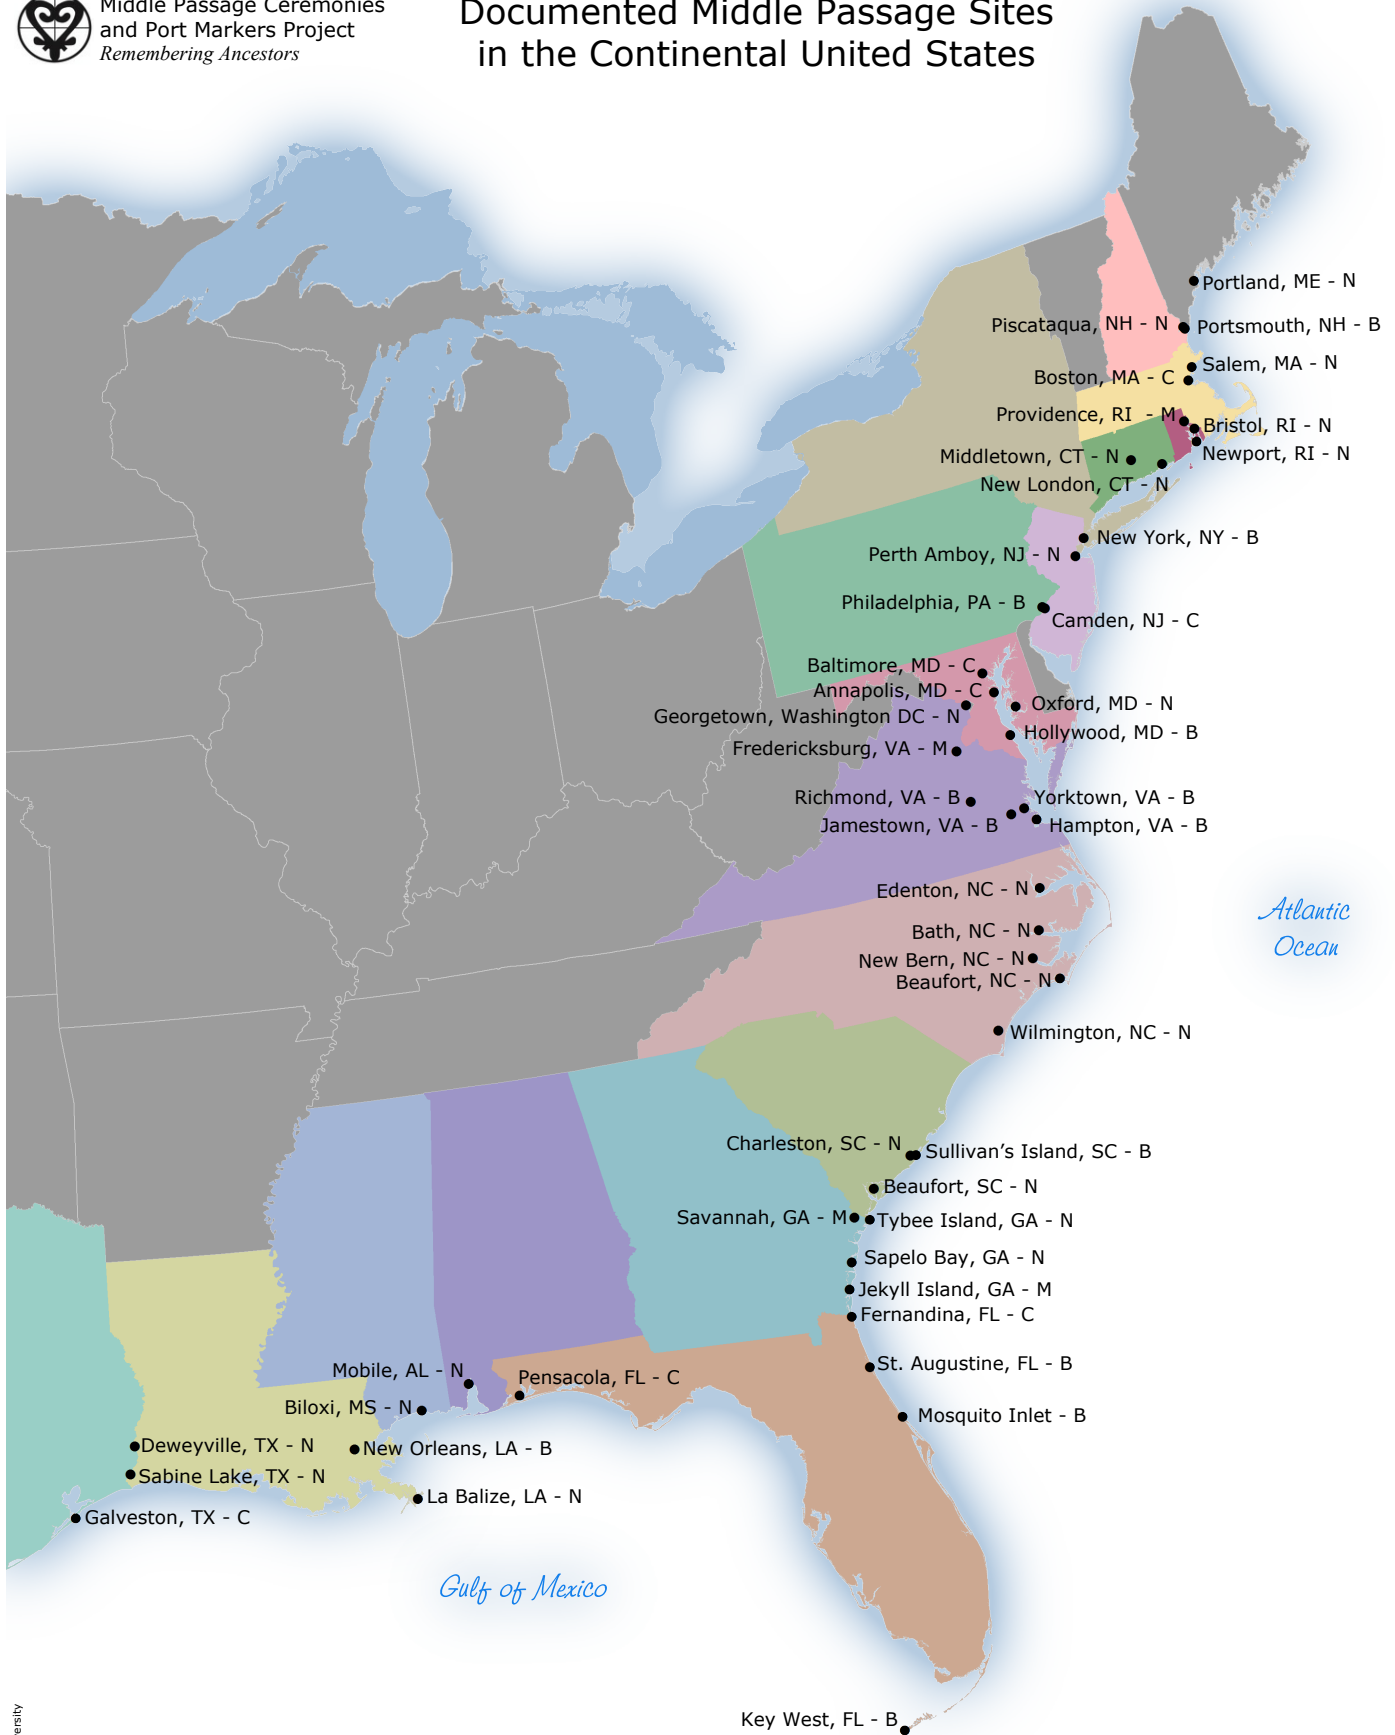 Middle Passage Ceremonies
and Port Markers Project
Remembering Ancestors
Documented Middle Passage Sites
in the Continental United States
Portland, ME - N
Piscataqua, NH - N
Portsmouth, NH - B
Salem, MA - N
Boston, MA - C
Providence, RI - M
Bristol, RI - N
Newport, RI - N
Middletown, CT - N
New London, CT - N
New York, NY - B
Perth Amboy, NJ - N
Philadelphia, PA - B
Camden, NJ - C
Baltimore, MD - C
Annapolis, MD - C
Oxford, MD - N
Georgetown, Washington DC - N
Hollywood, MD - B
Fredericksburg, VA - M
Richmond, VA - B
Yorktown, VA - B
Jamestown, VA - B
Hampton, VA - B
Edenton, NC - N
Atlantic
Ocean
Bath, NC - N
New Bern, NC - N
Beaufort, NC - N
Wilmington, NC - N
Charleston, SC - N
Sullivan's Island, SC - B
Beaufort, SC - N
Savannah, GA - M
Tybee Island, GA - N
Sapelo Bay, GA - N
Jekyll Island, GA - M
Fernandina, FL - C
St. Augustine, FL - B
Mobile, AL - N
Pensacola, FL - C
Biloxi, MS - N
Mosquito Inlet - B
Deweyville, TX - N
New Orleans, LA - B
Sabine Lake, TX - N
La Balize, LA - N
Galveston, TX - C
Gulf of Mexico
Key West, FL - B
ersity